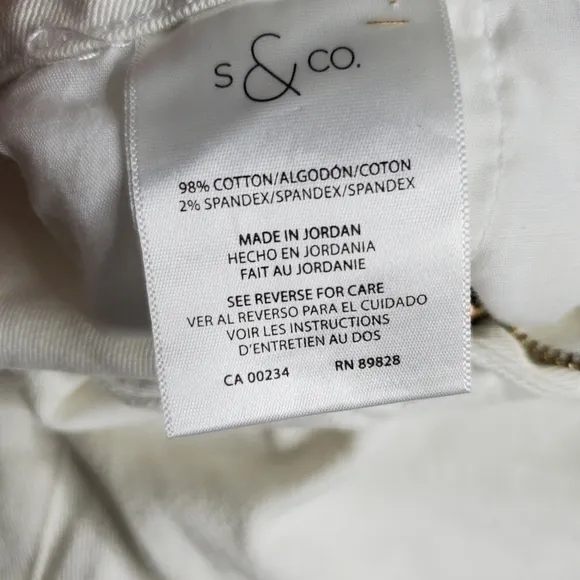 S & CO.
98% COTTON/ALGODÓN/COTON
2% SPANDEX/SPANDEX/SPANDEX
MADE IN JORDAN
HECHO EN JORDANIA
FAIT AU JORDANIE
SEE REVERSE FOR CARE
VER AL REVERSO PARA EL CUIDADO
VOIR LES INSTRUCTIONS
D'ENTRETIEN AU DOS
CA 00234 RN 89828